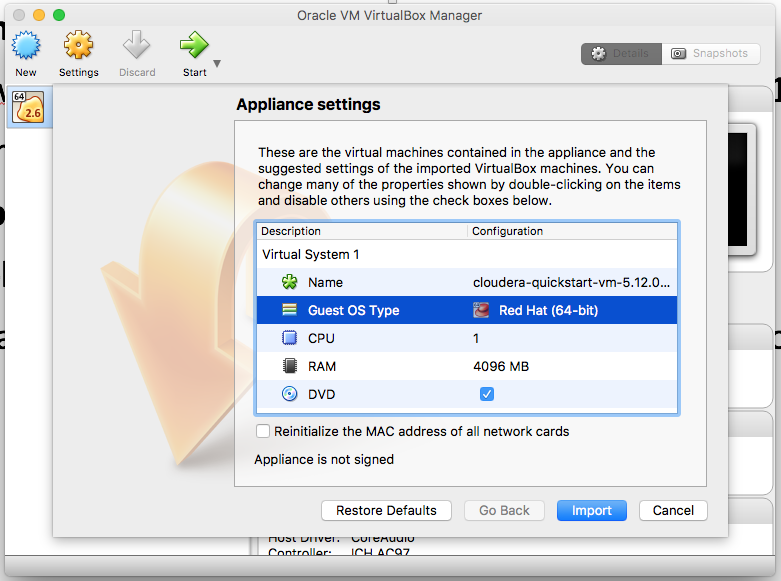 Oracle VM VirtualBox Manager
New
Settings
Discard
Start
Details
Snapshots
64
2.6
Appliance settings
These are the virtual machines contained in the appliance and the
suggested settings of the imported VirtualBox machines. You can
change many of the properties shown by double-clicking on the items
and disable others using the check boxes below.
Description Configuration
Virtual System 1
Name cloudera-quickstart-vm-5.12.0...
Guest OS Type Red Hat (64-bit)
CPU 1
RAM 4096 MB
DVD
Reinitialize the MAC address of all network cards
Appliance is not signed
Restore Defaults
Go Back
Import
Cancel
Host Driver: CoreAudio
Controller: ICH AC97